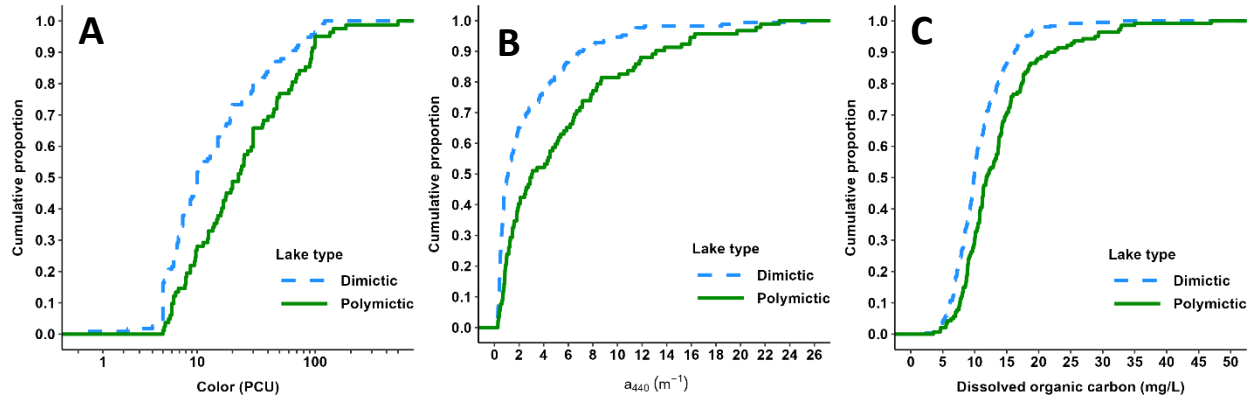 A
Cumulative proportion
1.0
0.9
0.8
0.7
0.6
0.5
0.4
0.3
0.2
0.1
0.0
Lake type
Dimictic
Polymictic
1 10 100
Color (PCU)
B
Cumulative proportion
1.0
0.9
0.8
0.7
0.6
0.5
0.4
0.3
0.2
0.1
0.0
Lake type
Dimictic
Polymictic
0 2 4 6 8 10 12 14 16 18 20 22 24 26
a₄₄₀ (m⁻¹)
C
Cumulative proportion
1.0
0.9
0.8
0.7
0.6
0.5
0.4
0.3
0.2
0.1
0.0
Lake type
Dimictic
Polymictic
0 5 10 15 20 25 30 35 40 45 50
Dissolved organic carbon (mg/L)